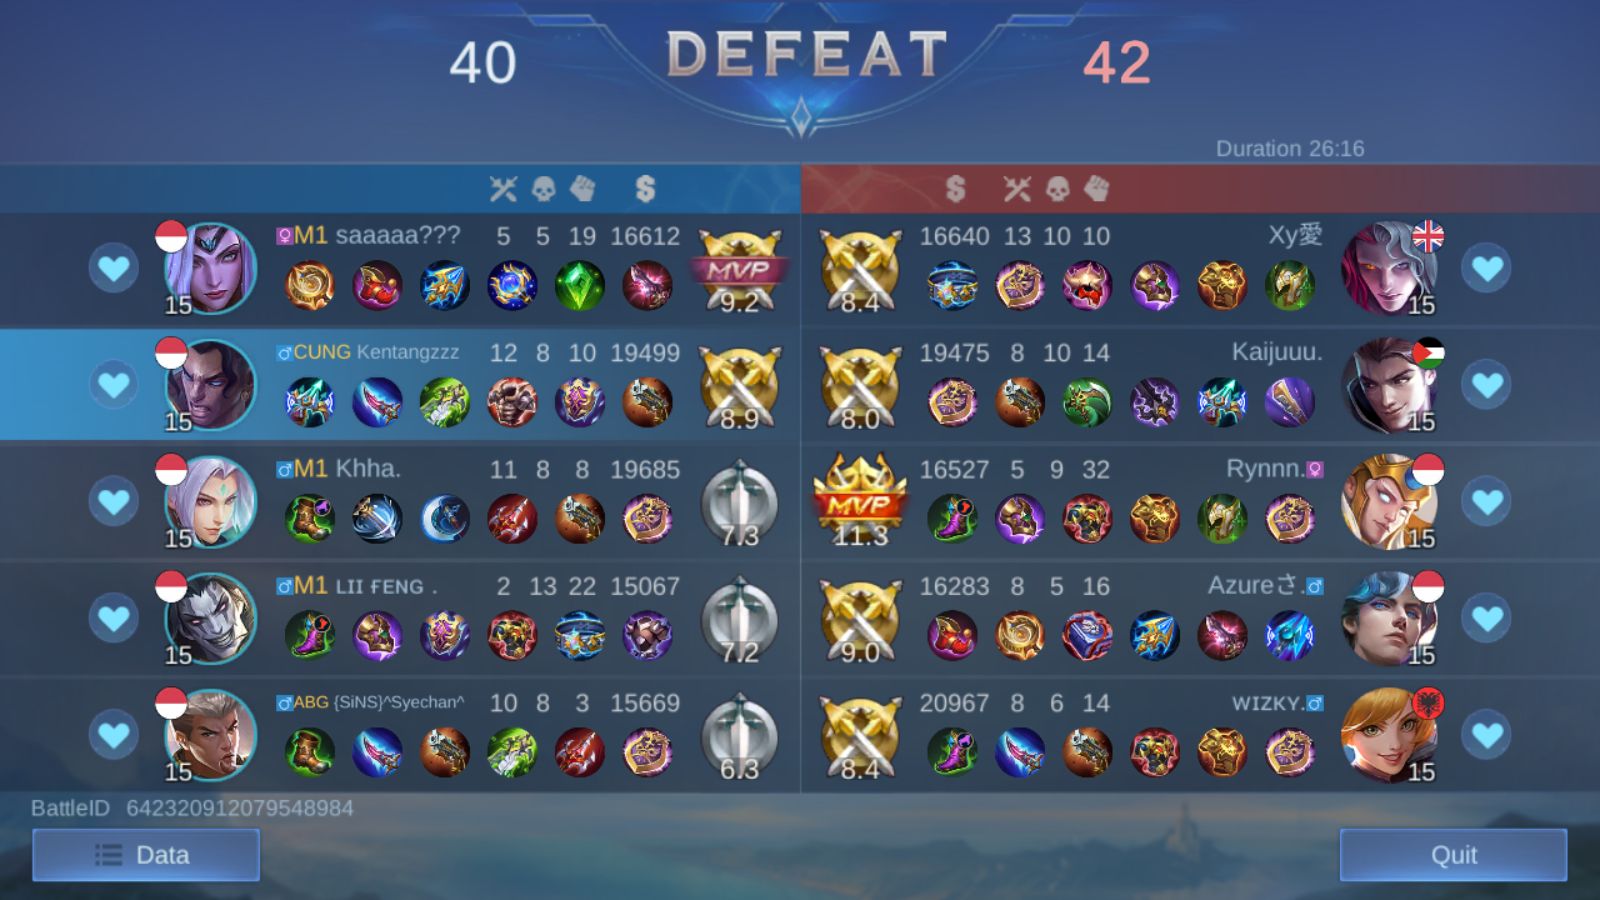 40 DEFEAT 42
Duration 26:16
M1 saaaaa??? 5 5 19 16612 MVP 9.2 15
8.4 16640 13 10 10 Xy愛 15
CUNG Kentangzzz 12 8 10 19499 8.9 15
8.0 19475 8 10 14 Kaijuuu. 15
M1 Khha. 11 8 8 19685 7.3 15
MVP 11.3 16527 5 9 32 Rynnn. 15
M1 ʟɪɪ ғᴇɴɢ . 2 13 22 15067 7.2 15
9.0 16283 8 5 16 Azureさ. 15
ABG {SiNS}^Syechan^ 10 8 3 15669 6.3 15
8.4 20967 8 6 14 ᴡɪᴢᴋʏ. 15
BattleID 642320912079548984
Data
Quit